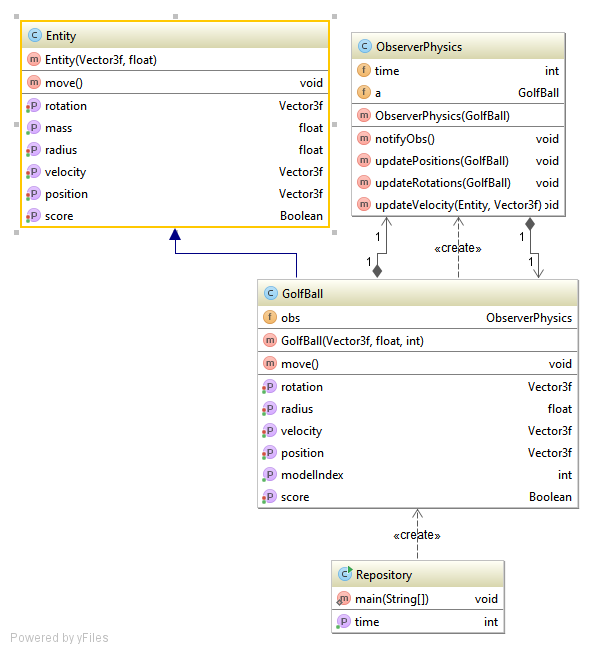 C Entity
m Entity(Vector3f, float)
m move() void
P rotation Vector3f
P mass float
P radius float
P velocity Vector3f
P position Vector3f
P score Boolean
C ObserverPhysics
f time int
f a GolfBall
m ObserverPhysics(GolfBall)
m notifyObs() void
m updatePositions(GolfBall) void
m updateRotations(GolfBall) void
m updateVelocity(Entity, Vector3f) oid
1
«create»
1
1
1
C GolfBall
f obs ObserverPhysics
m GolfBall(Vector3f, float, int)
m move() void
P rotation Vector3f
P radius float
P velocity Vector3f
P position Vector3f
P modelIndex int
P score Boolean
«create»
C Repository
m main(String[]) void
P time int
Powered by yFiles